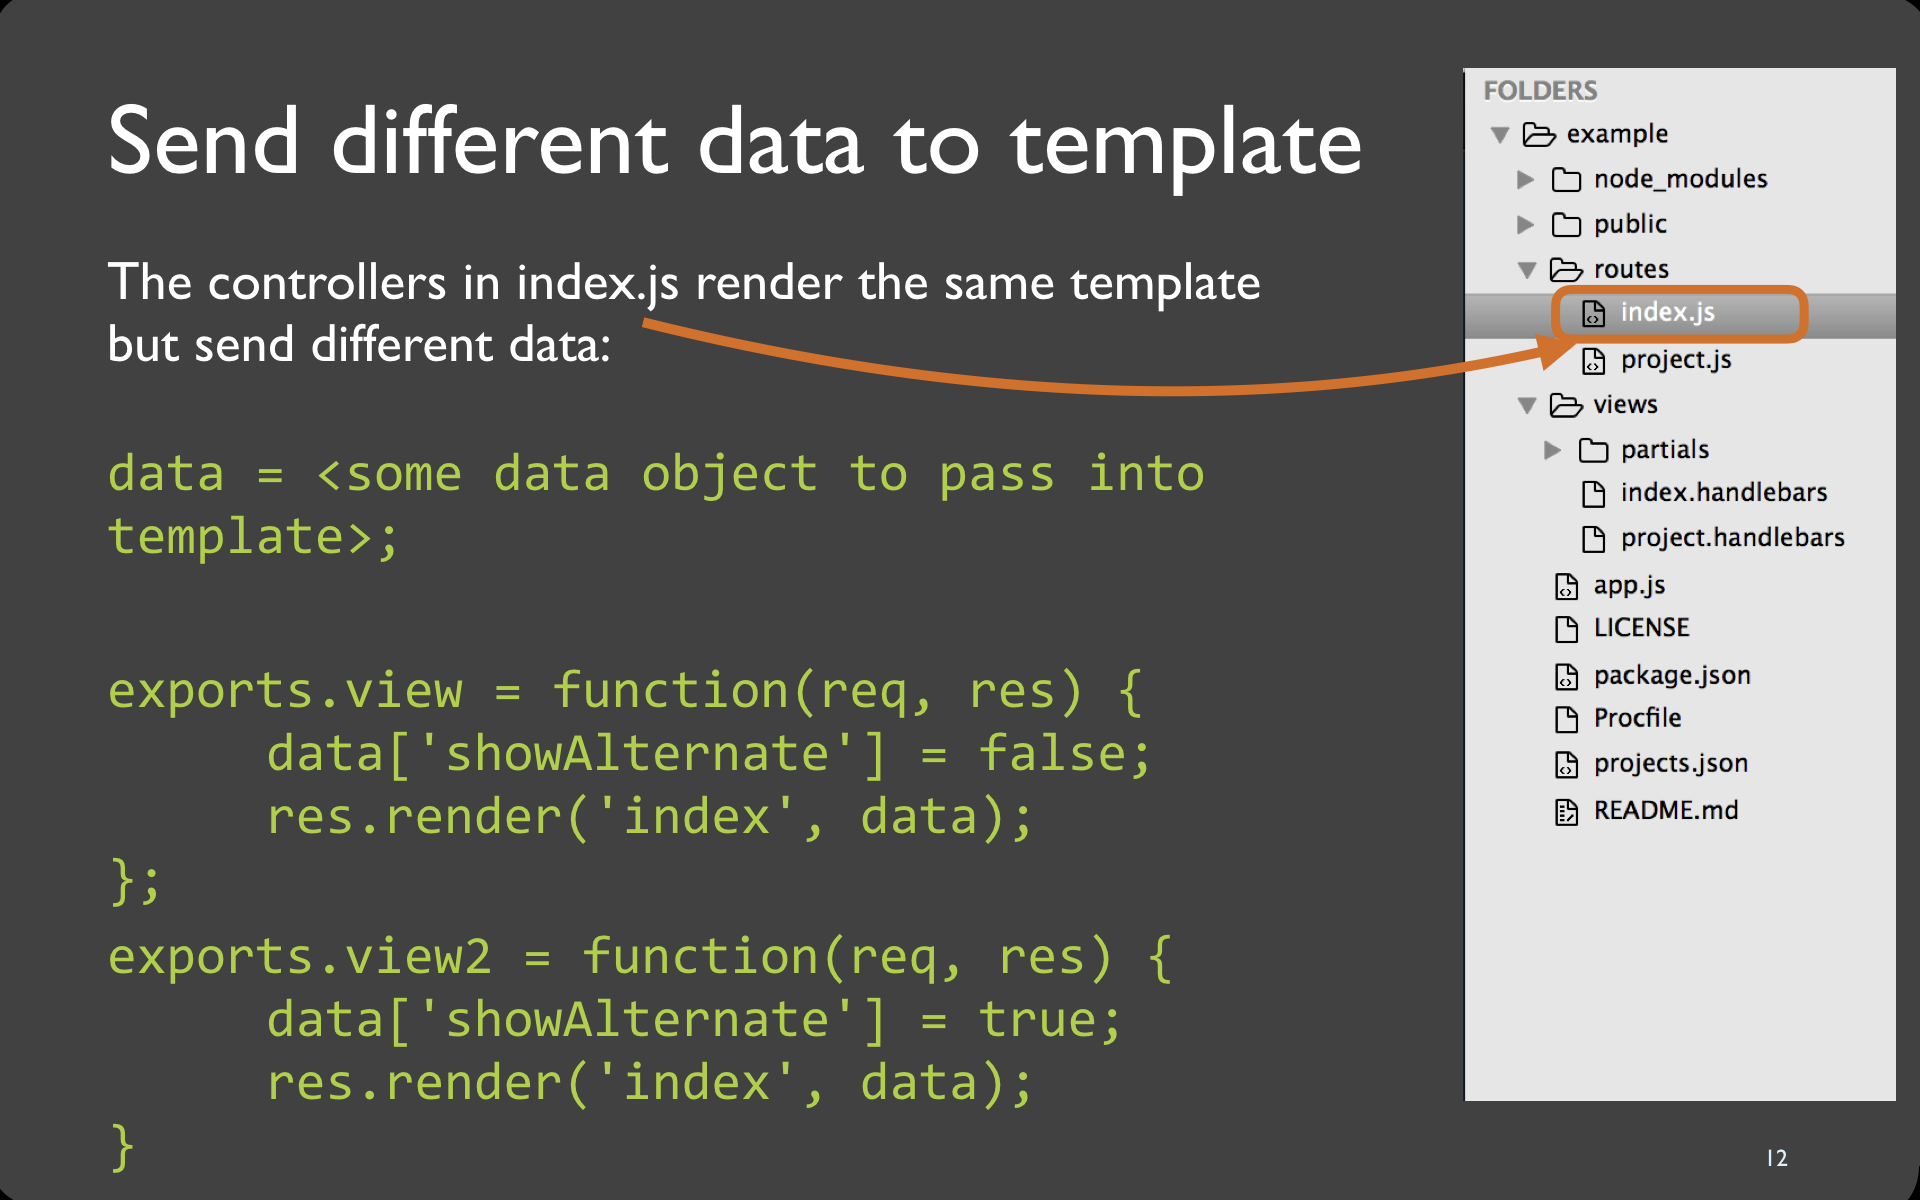 Send different data to template
The controllers in index.js render the same template
but send different data:
data = <some data object to pass into
template>;
exports.view = function(req, res) {
data['showAlternate'] = false;
res.render('index', data);
};
exports.view2 = function(req, res) {
data['showAlternate'] = true;
res.render('index', data);
}
FOLDERS
example
node_modules
public
routes
index.js
project.js
views
partials
index.handlebars
project.handlebars
app.js
LICENSE
package.json
Procfile
projects.json
README.md
12